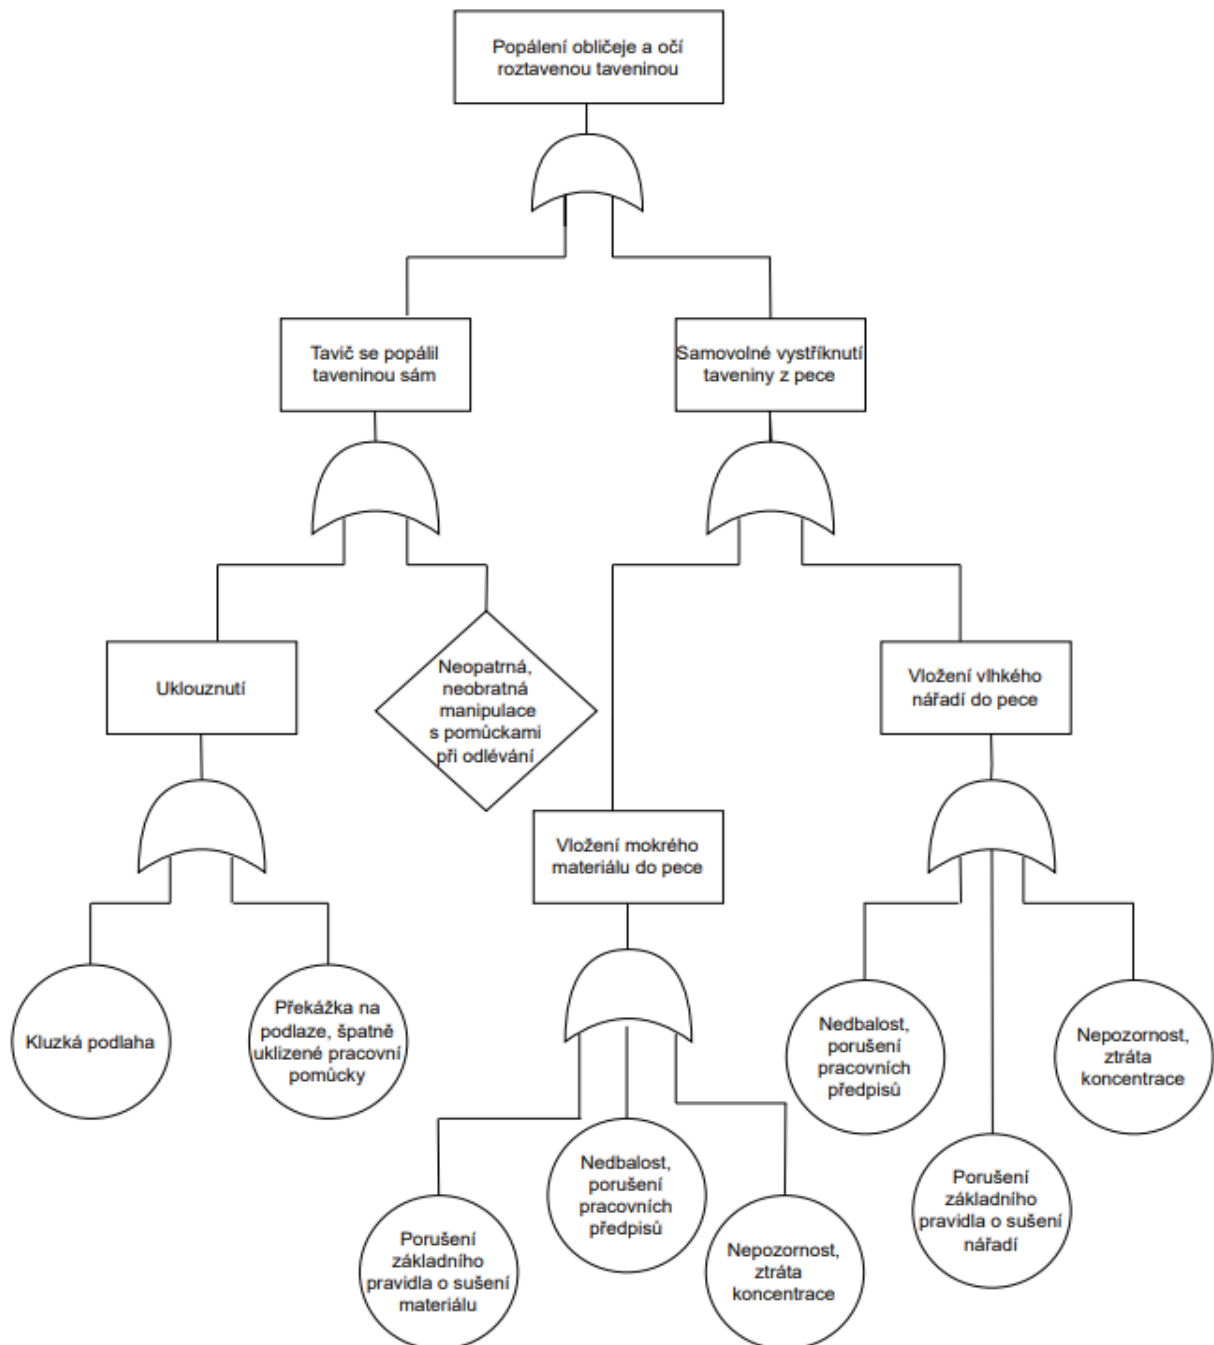 Popálení obličeje a očí
roztavenou taveninou
Tavič se popálil
taveninou sám
Samovolné vystříknutí
taveniny z pece
Uklouznutí
Neopatrná,
neobratná
manipulace
s pomůckami
při odlévání
Vložení vlhkého
nářadí do pece
Vložení mokrého
materiálu do pece
Kluzká podlaha
Překážka na
podlaze, špatně
uklizené pracovní
pomůcky
Nedbalost,
porušení
pracovních
předpisů
Nepozornost,
ztráta
koncentrace
Porušení
základního
pravidla o sušení
materiálu
Nedbalost,
porušení
pracovních
předpisů
Nepozornost,
ztráta
koncentrace
Porušení
základního
pravidla o sušení
nářadí